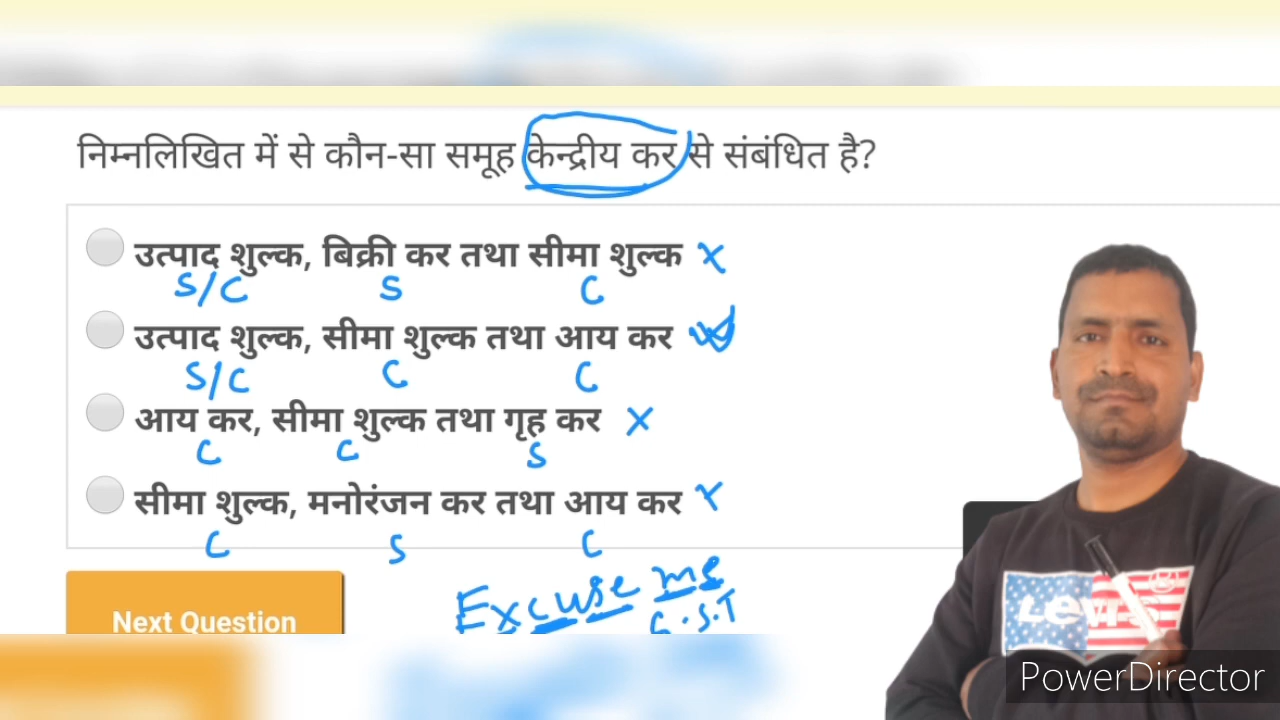 निम्नलिखित में से कौन-सा समूह केन्द्रीय कर से संबंधित है?
उत्पाद शुल्क, बिक्री कर तथा सीमा शुल्क x
S/C S C
उत्पाद शुल्क, सीमा शुल्क तथा आय कर
S/C C C
आय कर, सीमा शुल्क तथा गृह कर x
C C S
सीमा शुल्क, मनोरंजन कर तथा आय कर x
C S C
Excuse me
G.S.T
Next Question
Levi's
PowerDirector